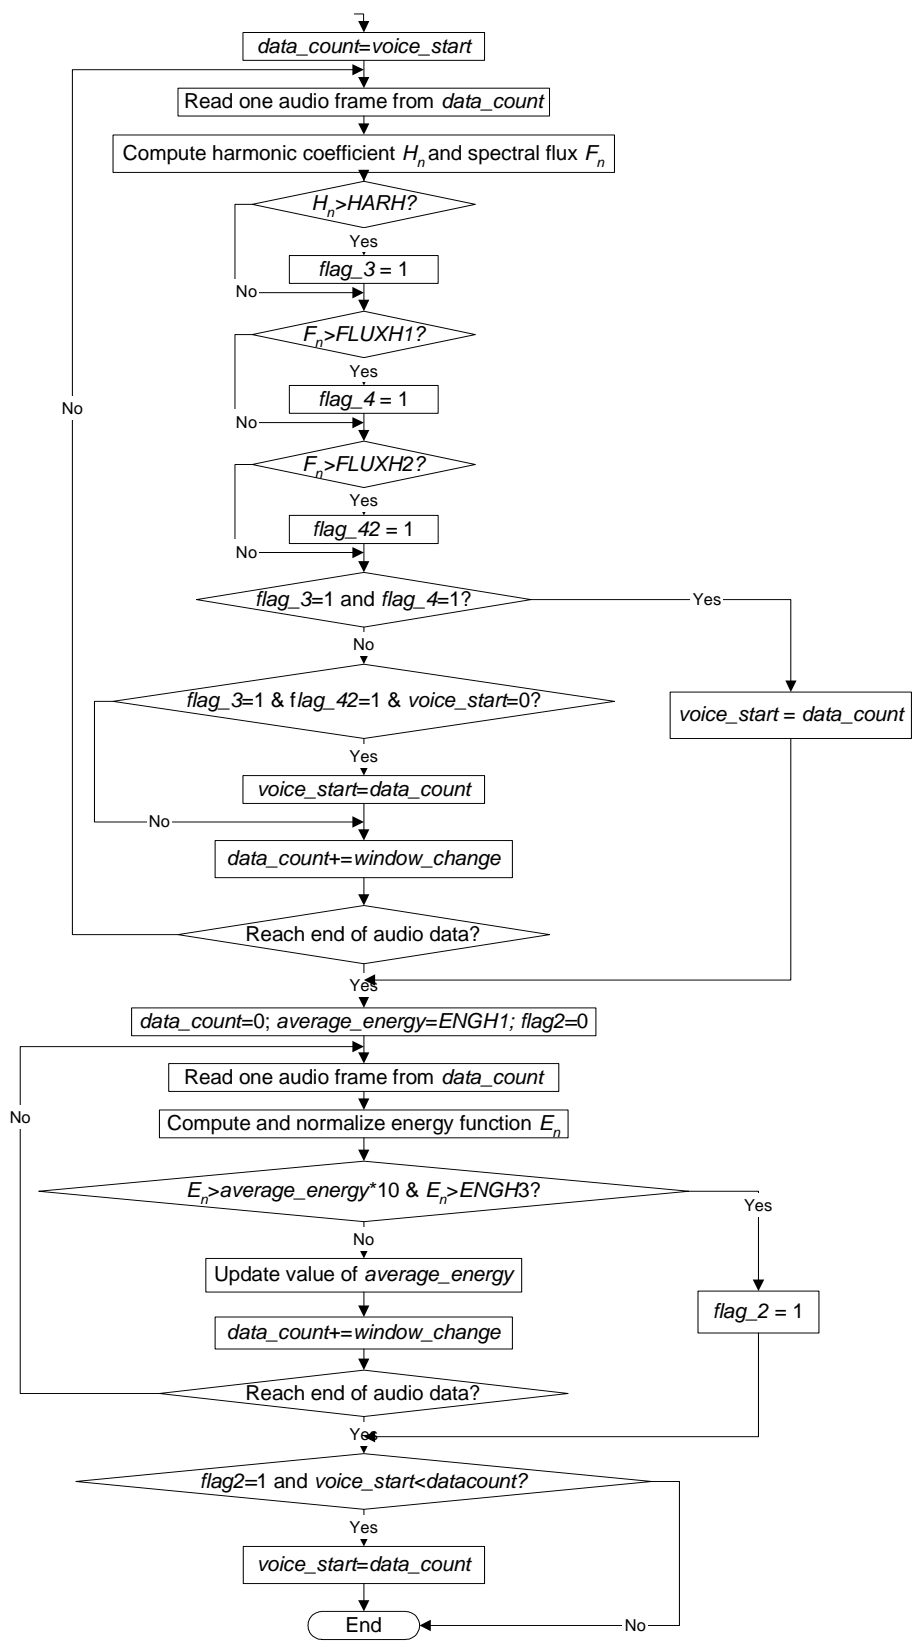 data_count=voice_start
Read one audio frame from data_count
Compute harmonic coefficient Hn and spectral flux Fn
Hn>HARH?
Yes
flag_3 = 1
No
Fn>FLUXH1?
Yes
flag_4 = 1
No
No
Fn>FLUXH2?
Yes
flag_42 = 1
No
flag_3=1 and flag_4=1?
Yes
No
flag_3=1 & flag_42=1 & voice_start=0?
voice_start = data_count
Yes
voice_start=data_count
No
data_count+=window_change
Reach end of audio data?
Yes
data_count=0; average_energy=ENGH1; flag2=0
Read one audio frame from data_count
No
Compute and normalize energy function En
En>average_energy*10 & En>ENGH3?
Yes
No
Update value of average_energy
flag_2 = 1
data_count+=window_change
Reach end of audio data?
Yes
flag2=1 and voice_start<datacount?
Yes
voice_start=data_count
End
No